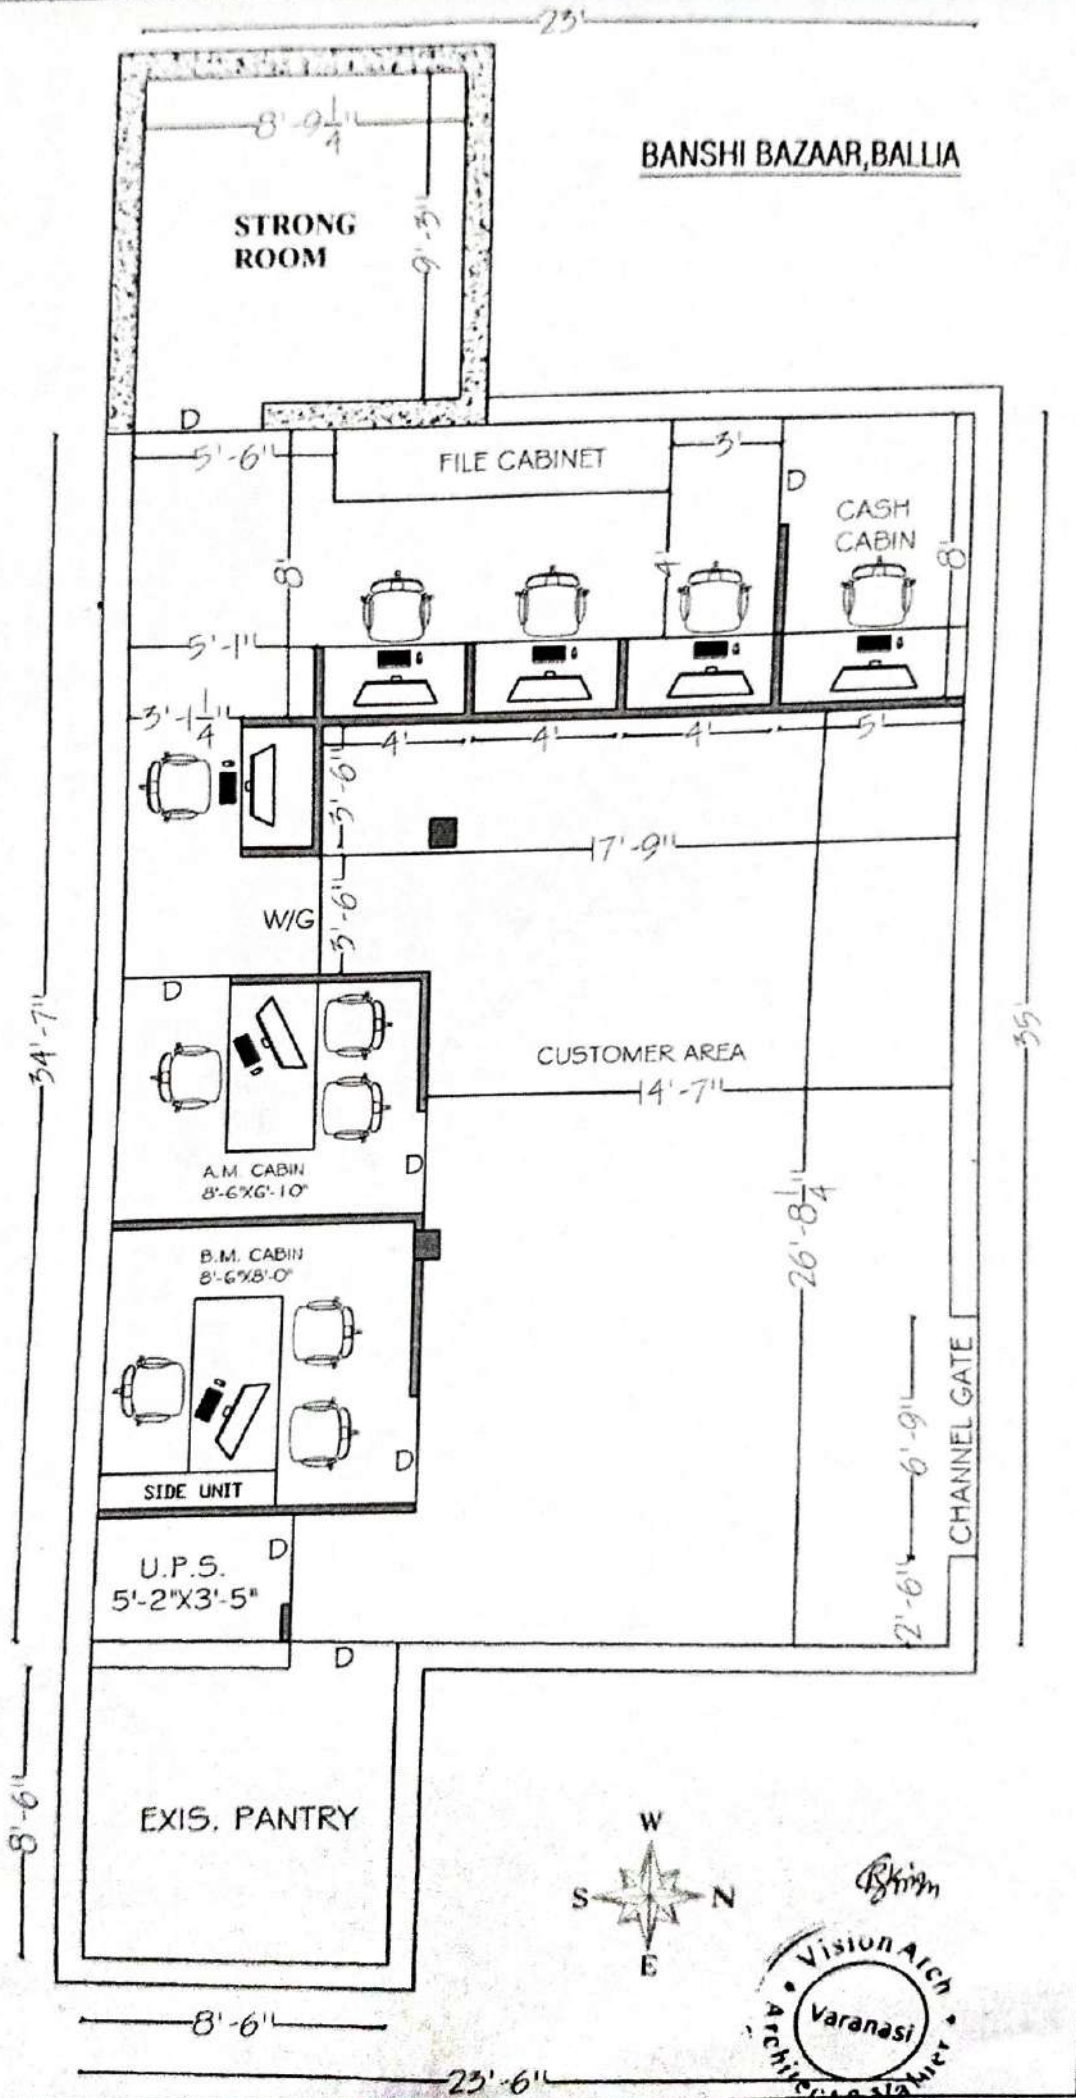 23'
8'-9 1/4"
BANSHI BAZAAR,BALLIA
STRONG
ROOM
9'-3"
D
5'-6"
FILE CABINET
3'
D
CASH
CABIN
8'
4'
8'
5'-1"
3'-1 1/4"
4'
4'
4'
5'
3'-6"
17'-9"
W/G
3'-6"
D
34'-7"
35'
CUSTOMER AREA
14'-7"
A.M. CABIN
8'-6"X6'-10"
D
26'-8 1/4"
B.M. CABIN
8'-6"X8'-0"
CHANNEL GATE
6'-9"
D
SIDE UNIT
U.P.S.
5'-2"X3'-5"
D
2'-6"
D
8'-6"
EXIS. PANTRY
W
S
N
E
Vision Arch
Varanasi
8'-6"
23'-6"